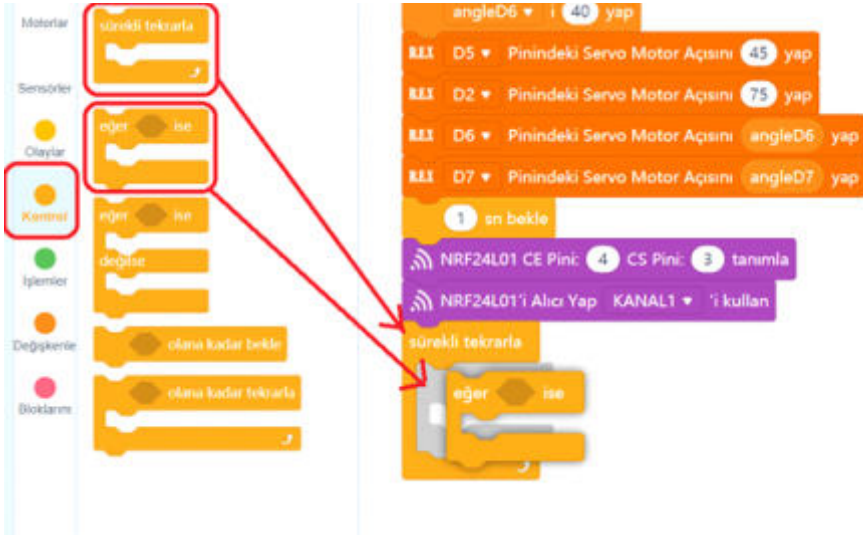 Motorlar
Sensörler
Olaylar
Kontrol
İşlemler
Değişkenle
Bloklarım
sürekli tekrarla
eğer ise
eğer ise
değilse
olana kadar bekle
olana kadar tekrarla
angleD6 i 40 yap
D5 Pinindeki Servo Motor Açısını 45 yap
D2 Pinindeki Servo Motor Açısını 75 yap
D6 Pinindeki Servo Motor Açısını angleD6 yap
D7 Pinindeki Servo Motor Açısını angleD7 yap
1 sn bekle
NRF24L01 CE Pini: 4 CS Pini: 3 tanımla
NRF24L01'i Alıcı Yap KANAL1 'i kullan
sürekli tekrarla
eğer ise